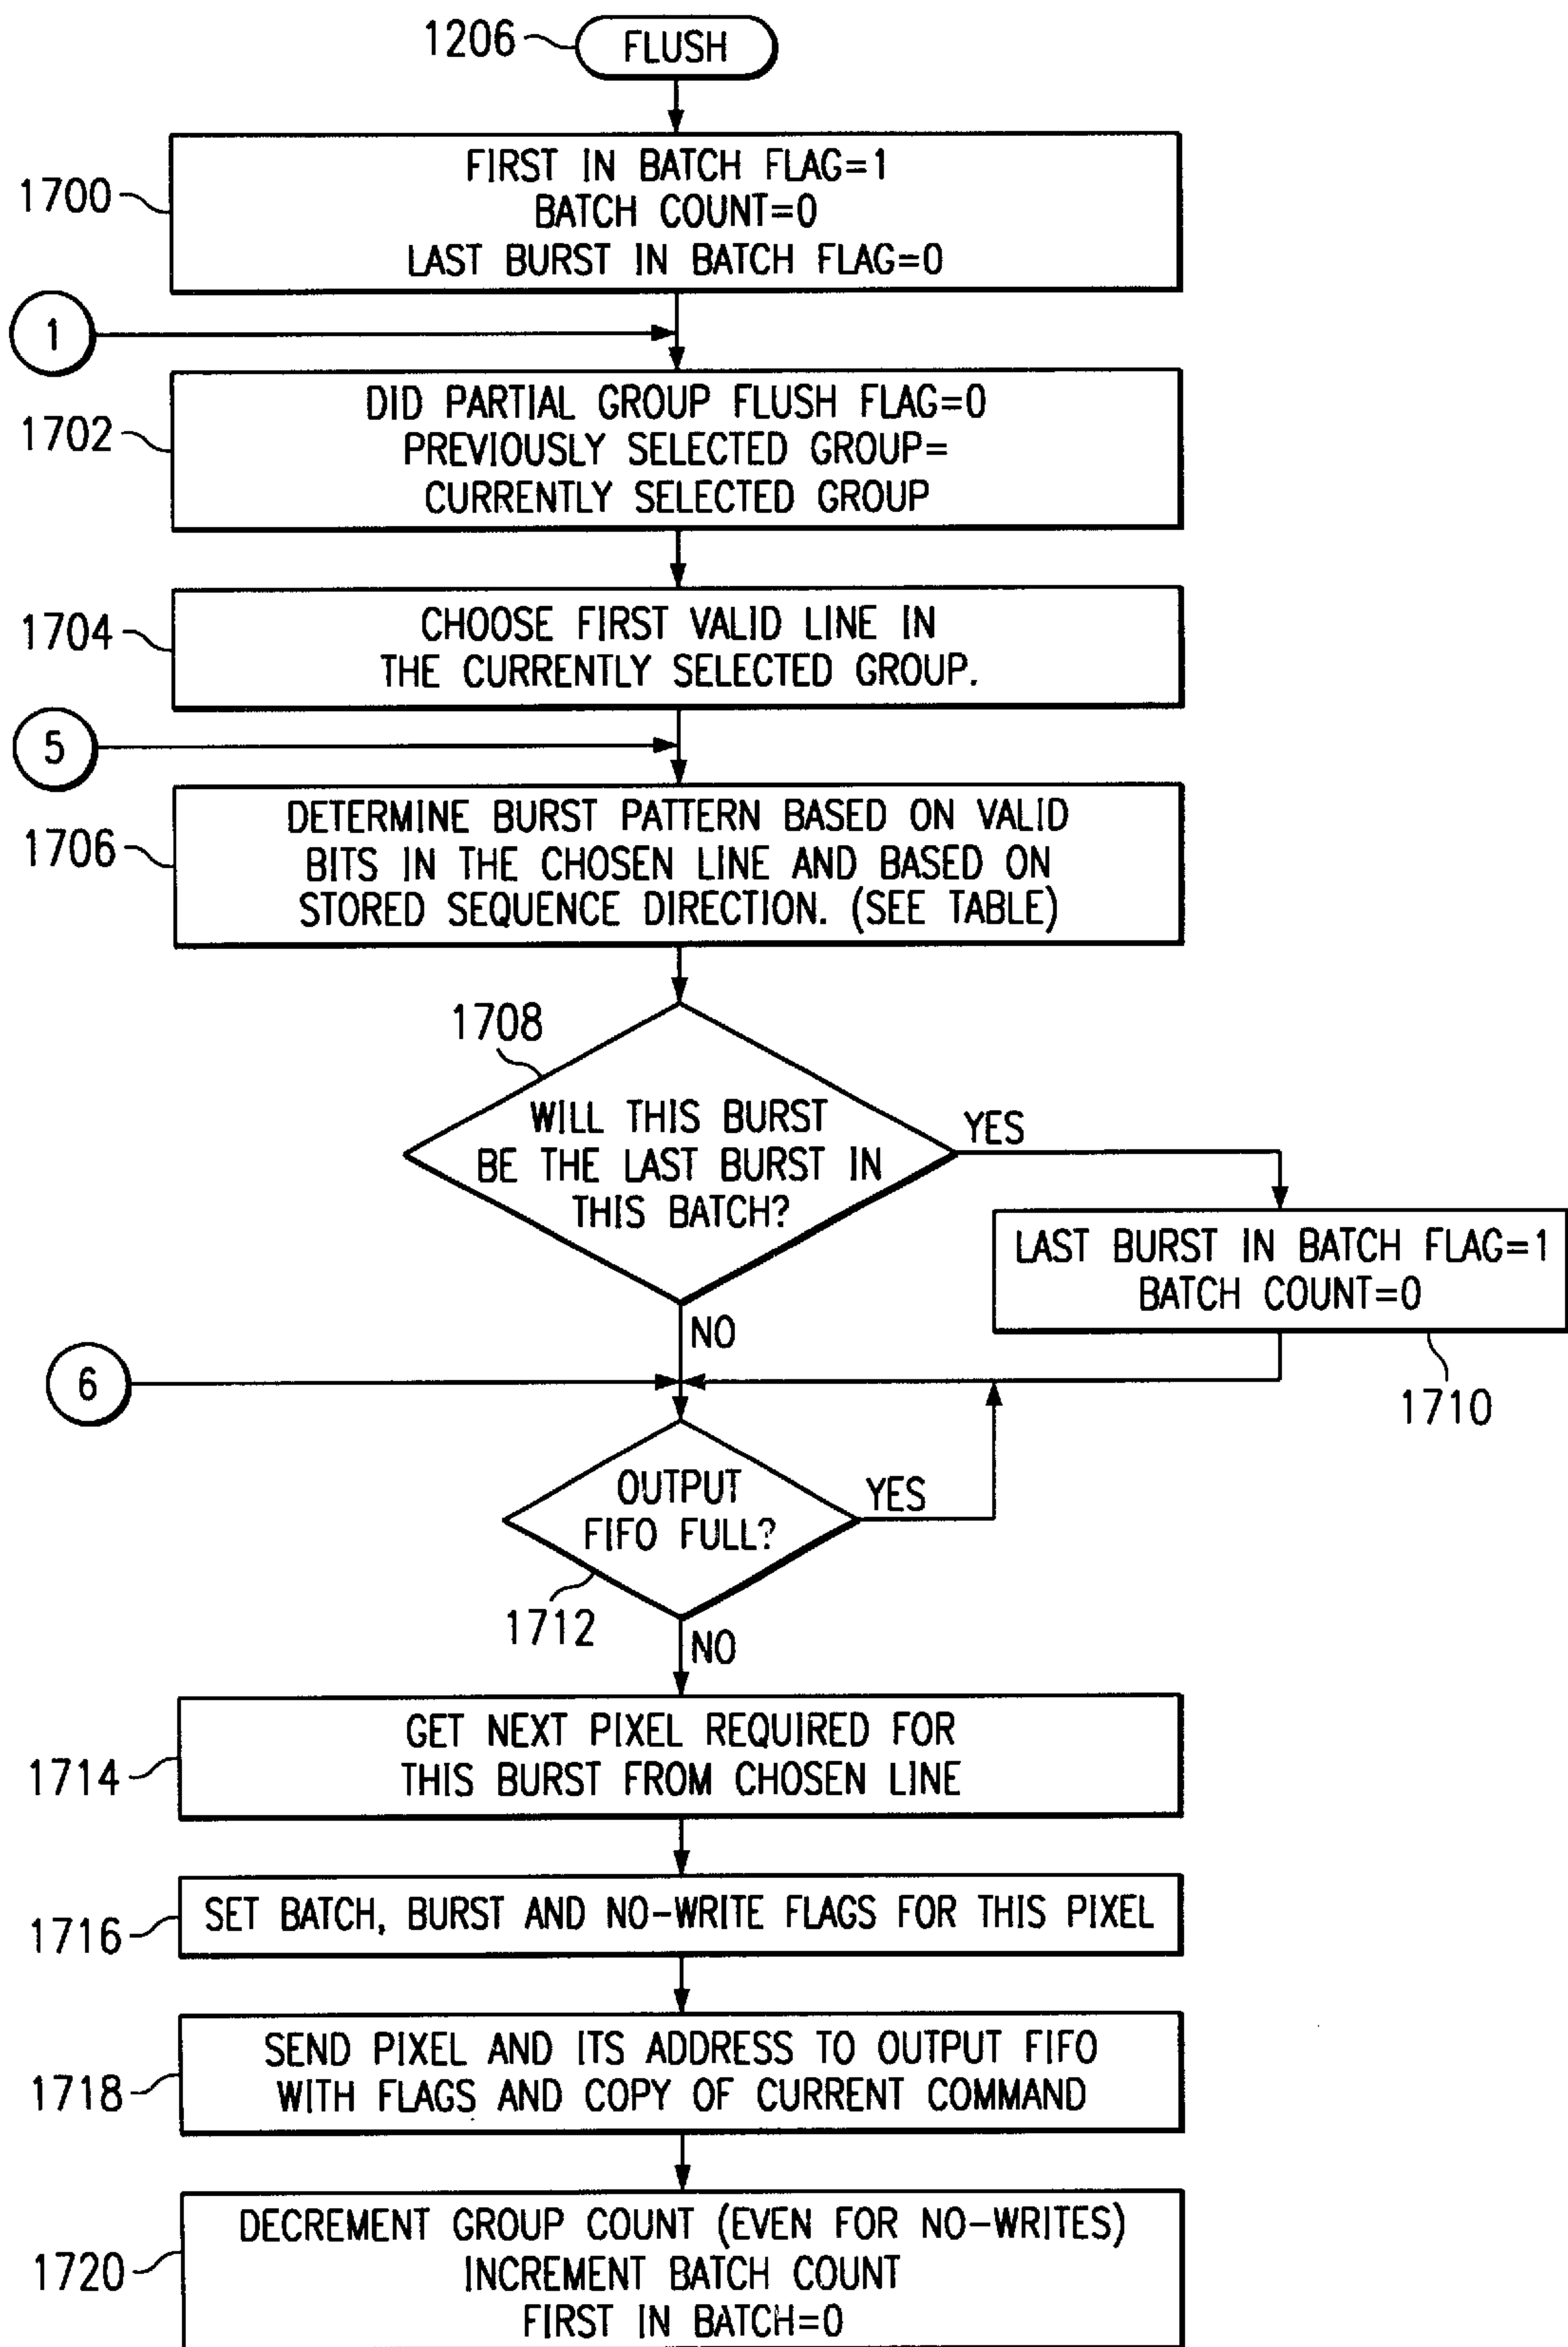 1206
FLUSH
1700
FIRST IN BATCH FLAG=1
BATCH COUNT=0
LAST BURST IN BATCH FLAG=0
1
1702
DID PARTIAL GROUP FLUSH FLAG=0
PREVIOUSLY SELECTED GROUP=
CURRENTLY SELECTED GROUP
1704
CHOOSE FIRST VALID LINE IN
THE CURRENTLY SELECTED GROUP.
5
1706
DETERMINE BURST PATTERN BASED ON VALID
BITS IN THE CHOSEN LINE AND BASED ON
STORED SEQUENCE DIRECTION. (SEE TABLE)
1708
WILL THIS BURST
BE THE LAST BURST IN
THIS BATCH?
YES
LAST BURST IN BATCH FLAG=1
BATCH COUNT=0
1710
NO
6
OUTPUT
FIFO FULL?
YES
1712
NO
1714
GET NEXT PIXEL REQUIRED FOR
THIS BURST FROM CHOSEN LINE
1716
SET BATCH, BURST AND NO-WRITE FLAGS FOR THIS PIXEL
1718
SEND PIXEL AND ITS ADDRESS TO OUTPUT FIFO
WITH FLAGS AND COPY OF CURRENT COMMAND
1720
DECREMENT GROUP COUNT (EVEN FOR NO-WRITES)
INCREMENT BATCH COUNT
FIRST IN BATCH=0